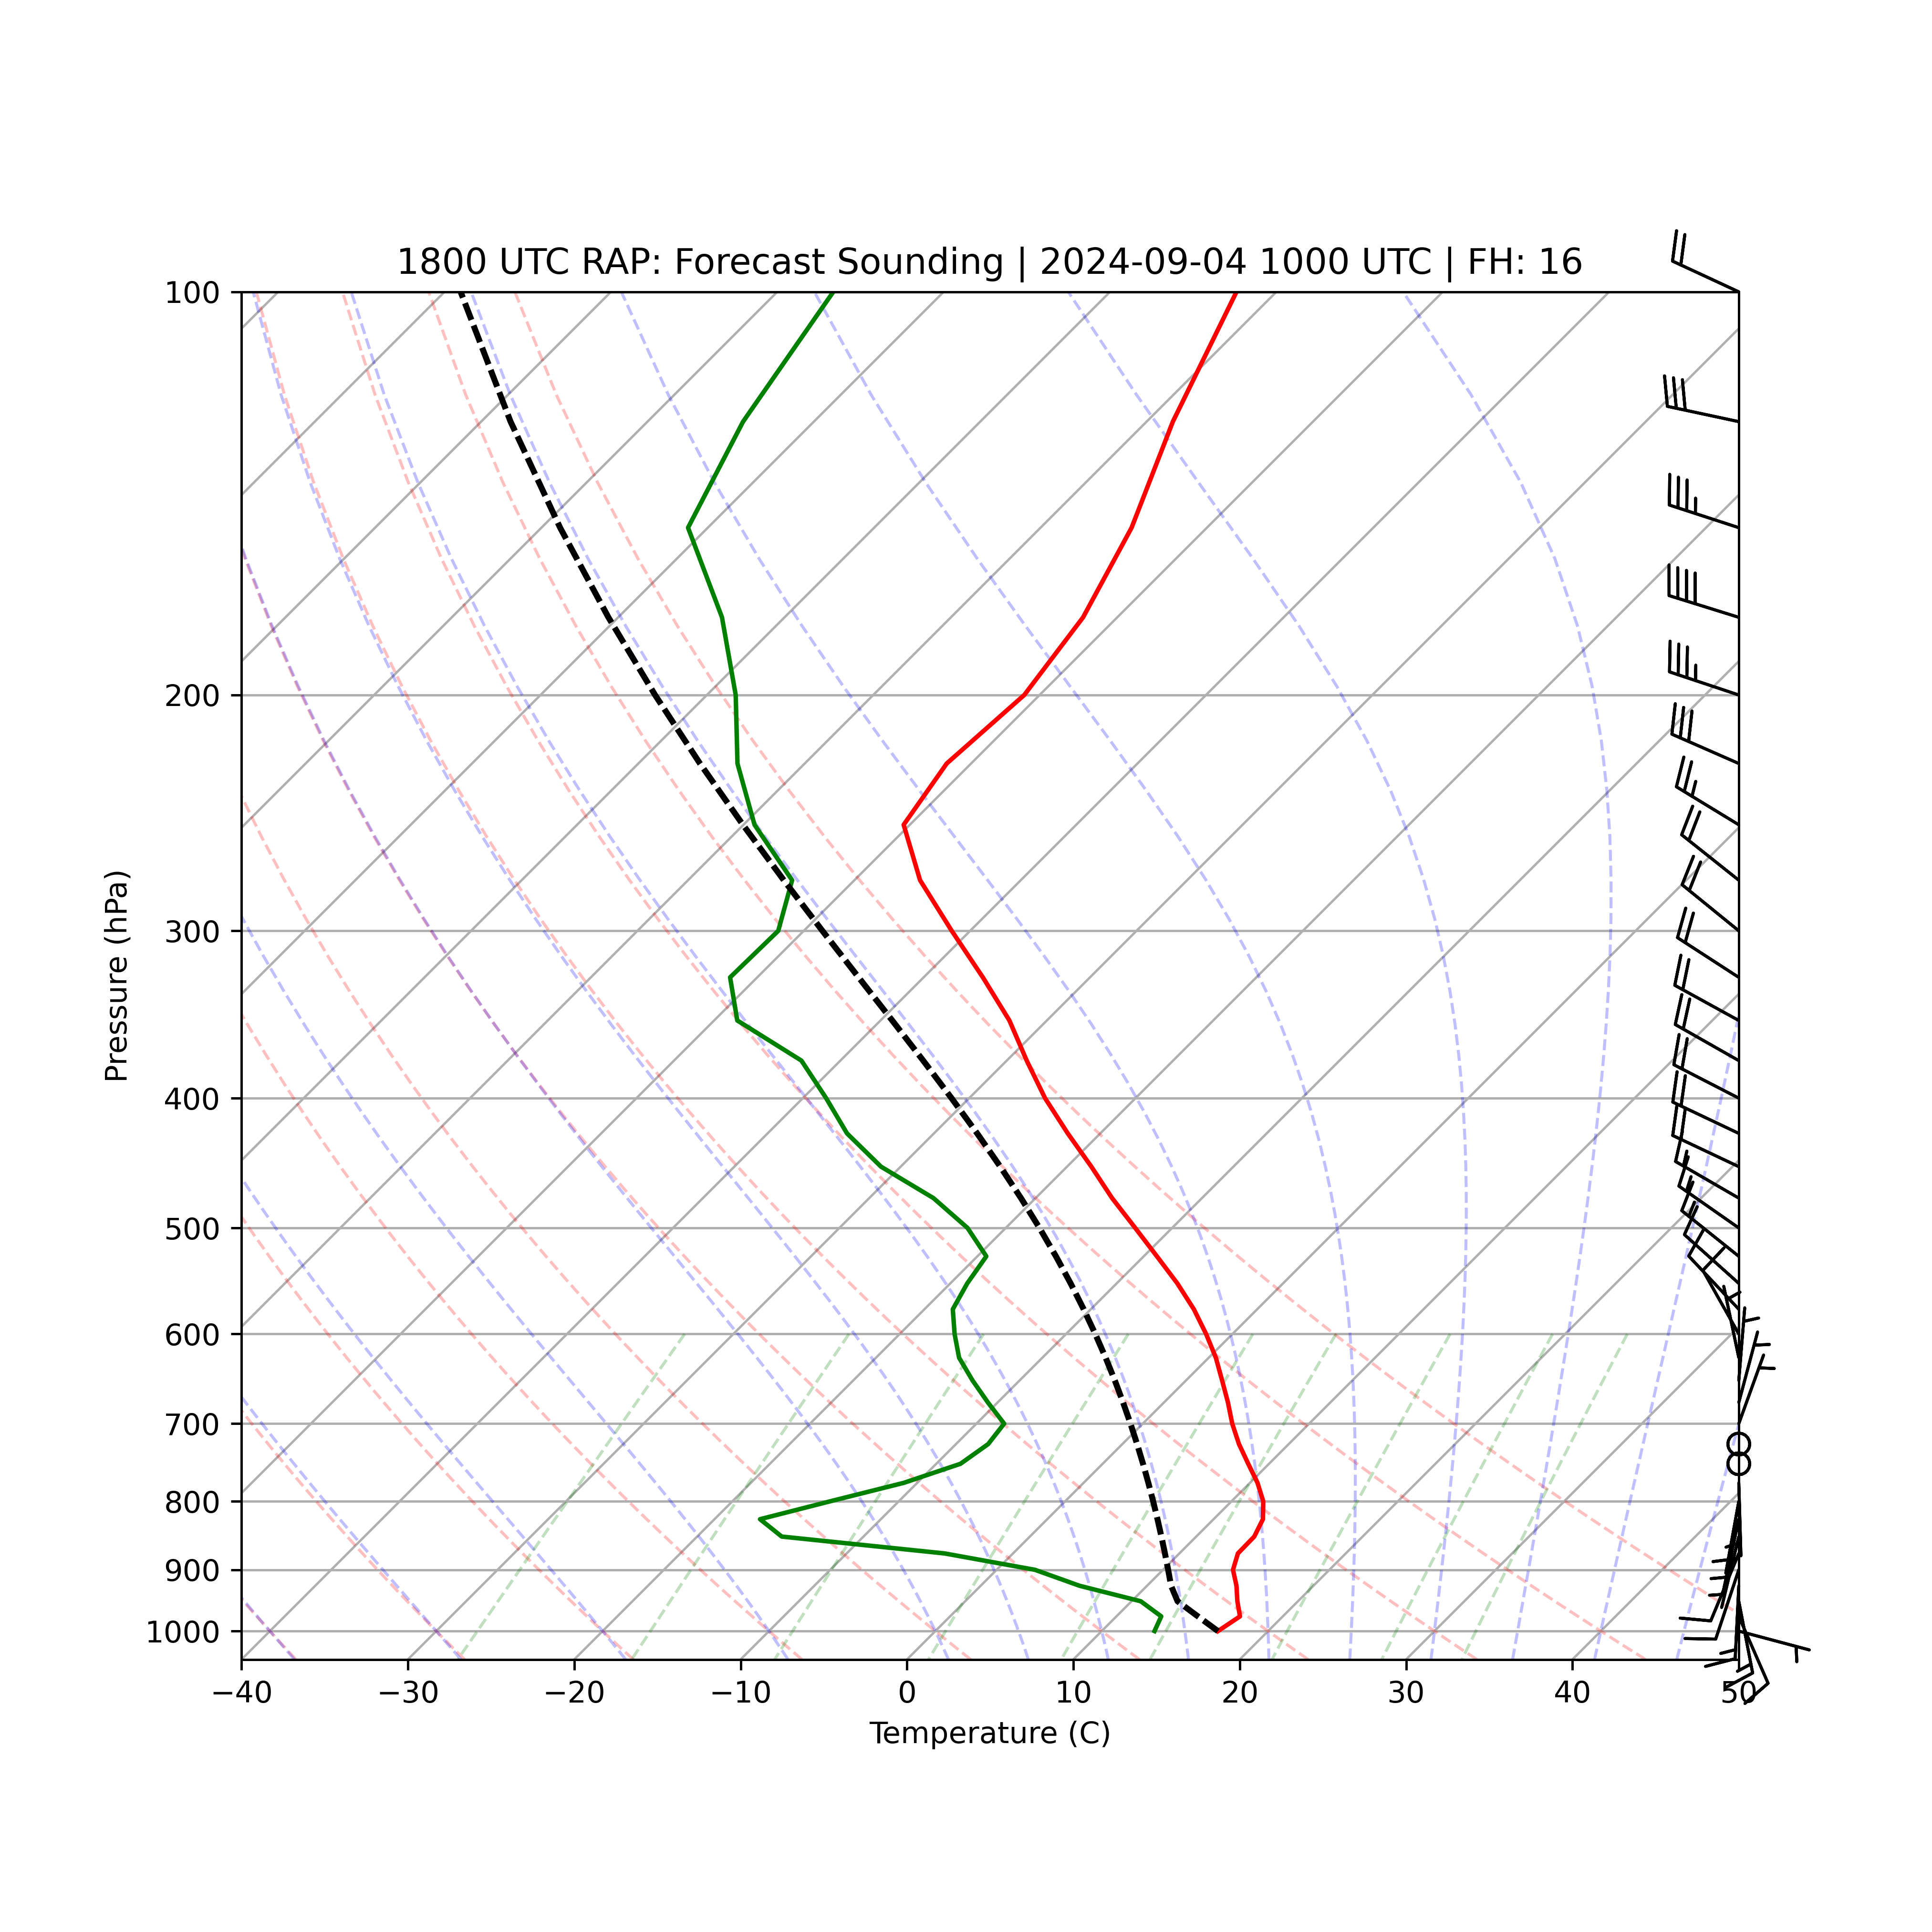 1800 UTC RAP: Forecast Sounding | 2024-09-04 1000 UTC | FH: 16
100
200
300
400
500
600
700
800
900
1000
Pressure (hPa)
−40 −30 −20 −10 0 10 20 30 40 50
Temperature (C)